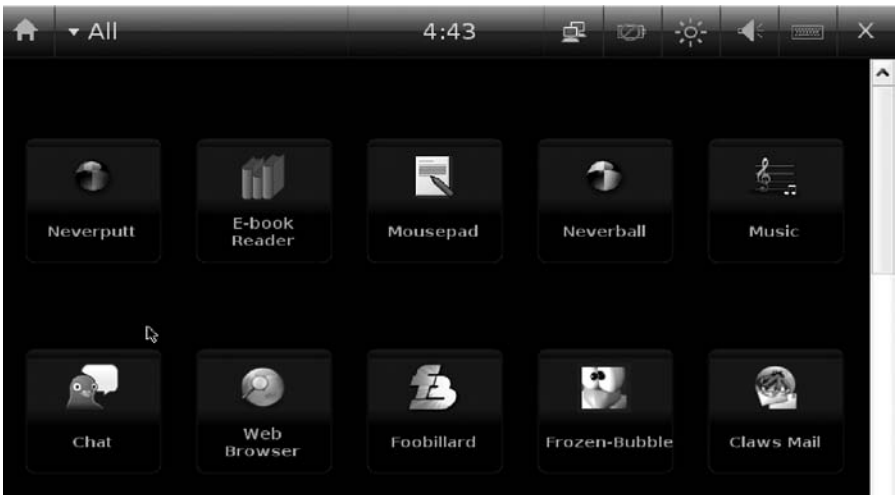 All
4:43
Neverputt
E-book
Reader
Mousepad
Neverball
Music
Chat
Web
Browser
Foobillard
Frozen-Bubble
Claws Mail